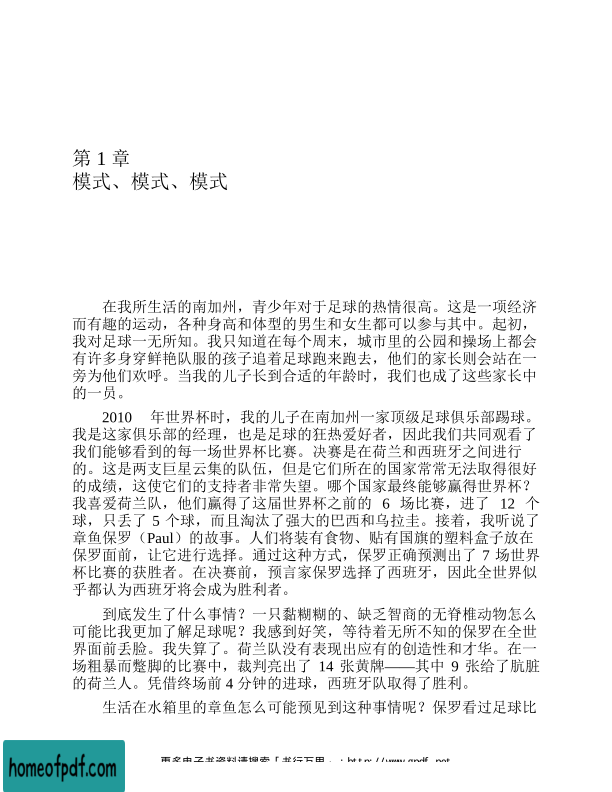 第 1 章
模式、模式、模式
在我所生活的南加州，青少年对于足球的热情很高。这是一项经济
而有趣的运动，各种身高和体型的男生和女生都可以参与其中。起初，
我对足球一无所知。我只知道在每个周末，城市里的公园和操场上都会
有许多身穿鲜艳队服的孩子追着足球跑来跑去，他们的家长则会站在一
旁为他们欢呼。当我的儿子长到合适的年龄时，我们也成了这些家长中
的一员。
2010 年世界杯时，我的儿子在南加州一家顶级足球俱乐部踢球。
我是这家俱乐部的经理，也是足球的狂热爱好者，因此我们共同观看了
我们能够看到的每一场世界杯比赛。决赛是在荷兰和西班牙之间进行
的。这是两支巨星云集的队伍，但是它们所在的国家常常无法取得很好
的成绩，这使它们的支持者非常失望。哪个国家最终能够赢得世界杯？
我喜爱荷兰队，他们赢得了这届世界杯之前的 6 场比赛，进了 12 个
球，只丢了 5 个球，而且淘汰了强大的巴西和乌拉圭。接着，我听说了
章鱼保罗（Paul）的故事。人们将装有食物、贴有国旗的塑料盒子放在
保罗面前，让它进行选择。通过这种方式，保罗正确预测出了 7 场世界
杯比赛的获胜者。在决赛前，预言家保罗选择了西班牙，因此全世界似
乎都认为西班牙将会成为胜利者。
到底发生了什么事情？一只黏糊糊的、缺乏智商的无脊椎动物怎么
可能比我更加了解足球呢？我感到好笑，等待着无所不知的保罗在全世
界面前丢脸。我失算了。荷兰队没有表现出应有的创造性和才华。在一
场粗暴而蹩脚的比赛中，裁判亮出了 14 张黄牌——其中 9 张给了肮脏
的荷兰人。凭借终场前 4 分钟的进球，西班牙队取得了胜利。
生活在水箱里的章鱼怎么可能预见到这种事情呢？保罗看过足球比
homeofpdf.com